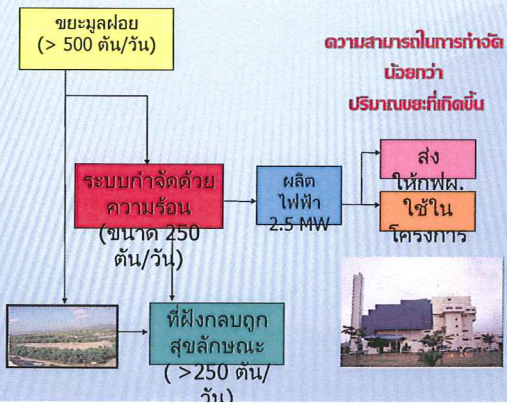 ขยะมูลฝอย
(> 500 ตัน/วัน)
ความสามารถในการกำจัด
น้อยกว่า
ปริมาณขยะที่เกิดขึ้น
ระบบกำจัดด้วย
ความร้อน
(ขนาด 250
ตัน/วัน)
ผลิต
ไฟฟ้า
2.5 MW
ส่ง
ให้กฟผ.
ใช้ใน
โครงการ
ที่ฝังกลบถูก
สุขลักษณะ
( >250 ตัน/
วัน)